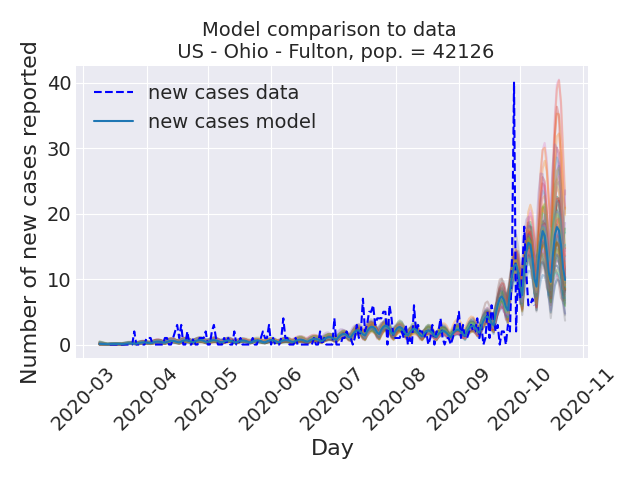 Model comparison to data
US - Ohio - Fulton, pop. = 42126
Number of new cases reported
40
30
20
10
0
new cases data
new cases model
2020-03
2020-04
2020-05
2020-06
2020-07
2020-08
2020-09
2020-10
2020-11
Day